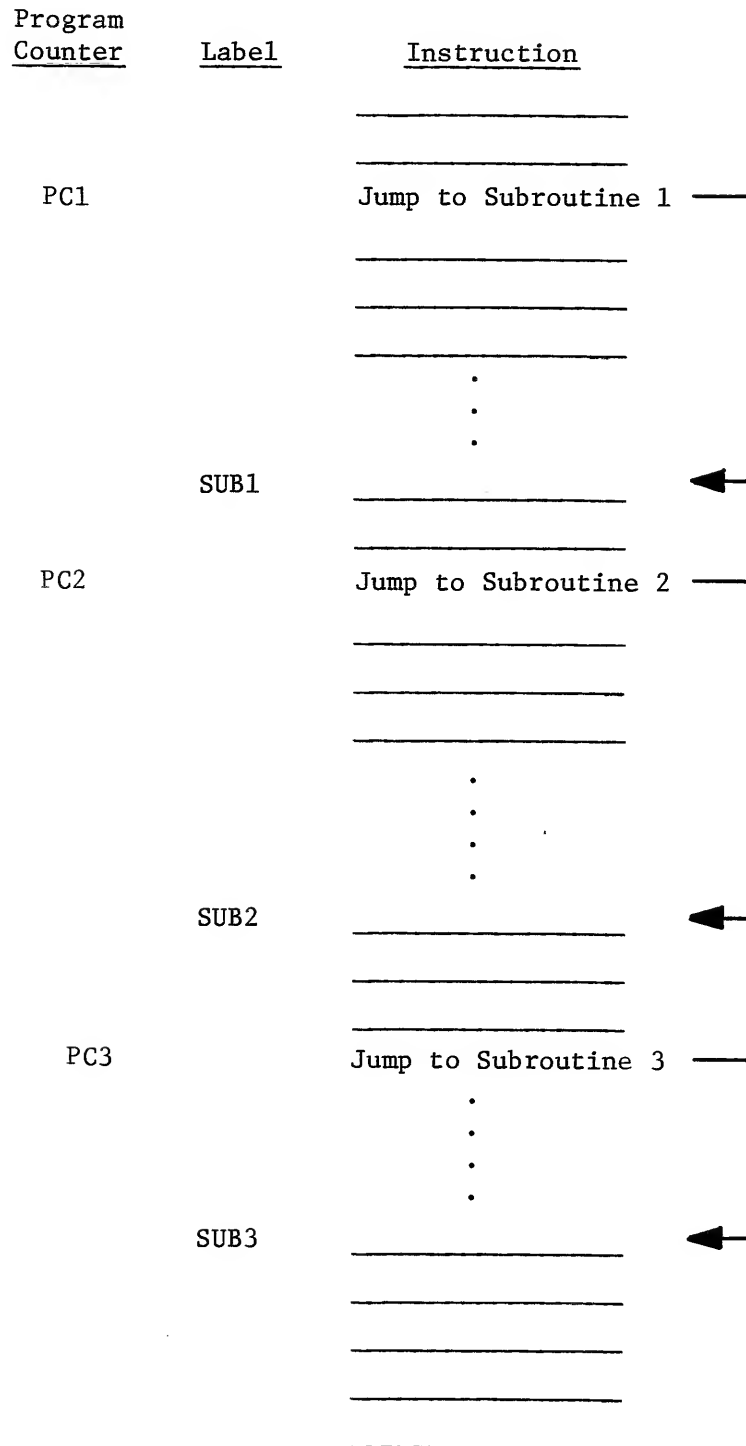 Program
Counter Label Instruction
PC1 Jump to Subroutine 1
SUB1
PC2 Jump to Subroutine 2
SUB2
PC3 Jump to Subroutine 3
SUB3